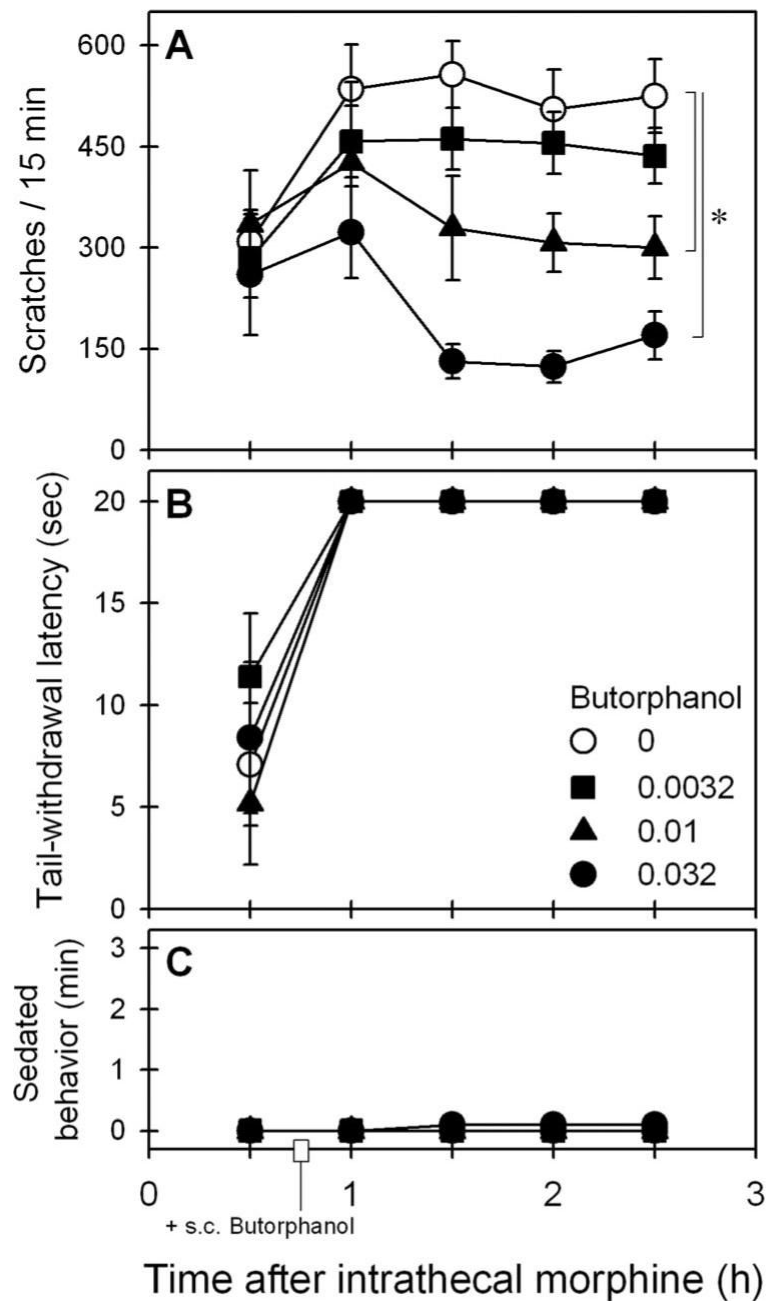 A
600
450
300
150
0
Scratches / 15 min
*
B
20
15
10
5
0
Tail-withdrawal latency (sec)
Butorphanol
0
0.0032
0.01
0.032
C
3
2
1
0
Sedated
behavior (min)
0 1 2 3
+ s.c. Butorphanol
Time after intrathecal morphine (h)